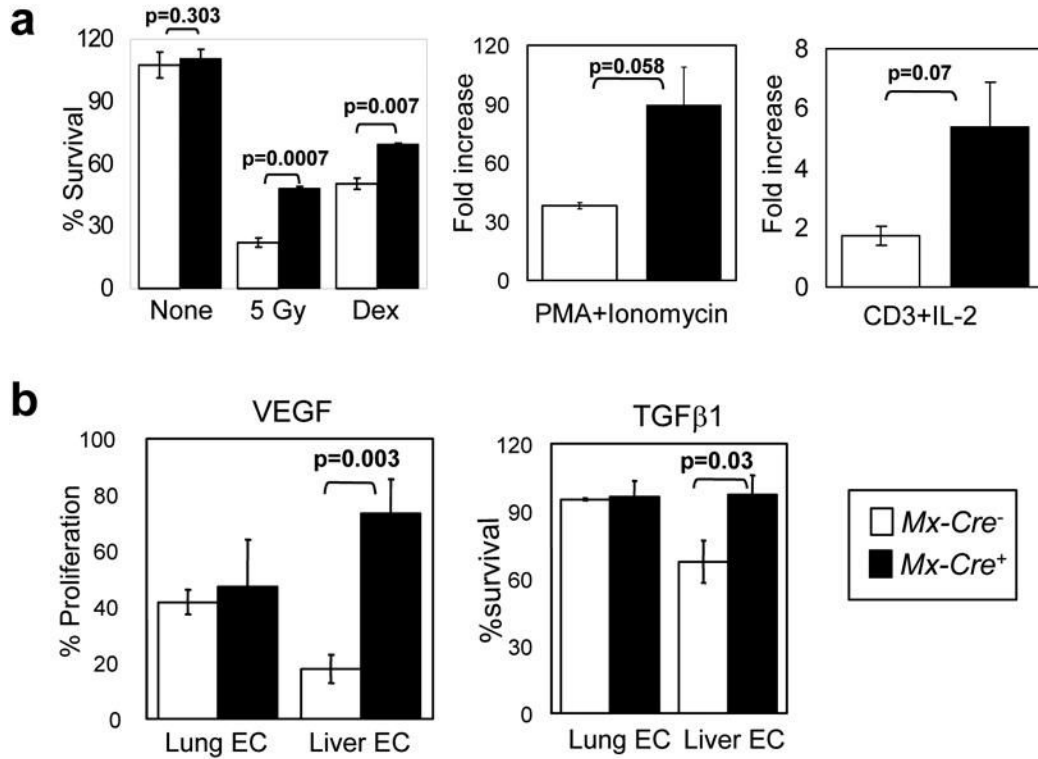 a
p=0.303
p=0.0007
p=0.007
120
90
60
30
0
% Survival
None 5 Gy Dex
p=0.058
120
90
60
30
0
Fold increase
PMA+Ionomycin
p=0.07
8
6
4
2
0
Fold increase
CD3+IL-2
b
VEGF
p=0.003
100
80
60
40
20
0
% Proliferation
Lung EC Liver EC
TGFβ1
p=0.03
120
90
60
30
0
%survival
Lung EC Liver EC
Mx-Cre⁻
Mx-Cre⁺